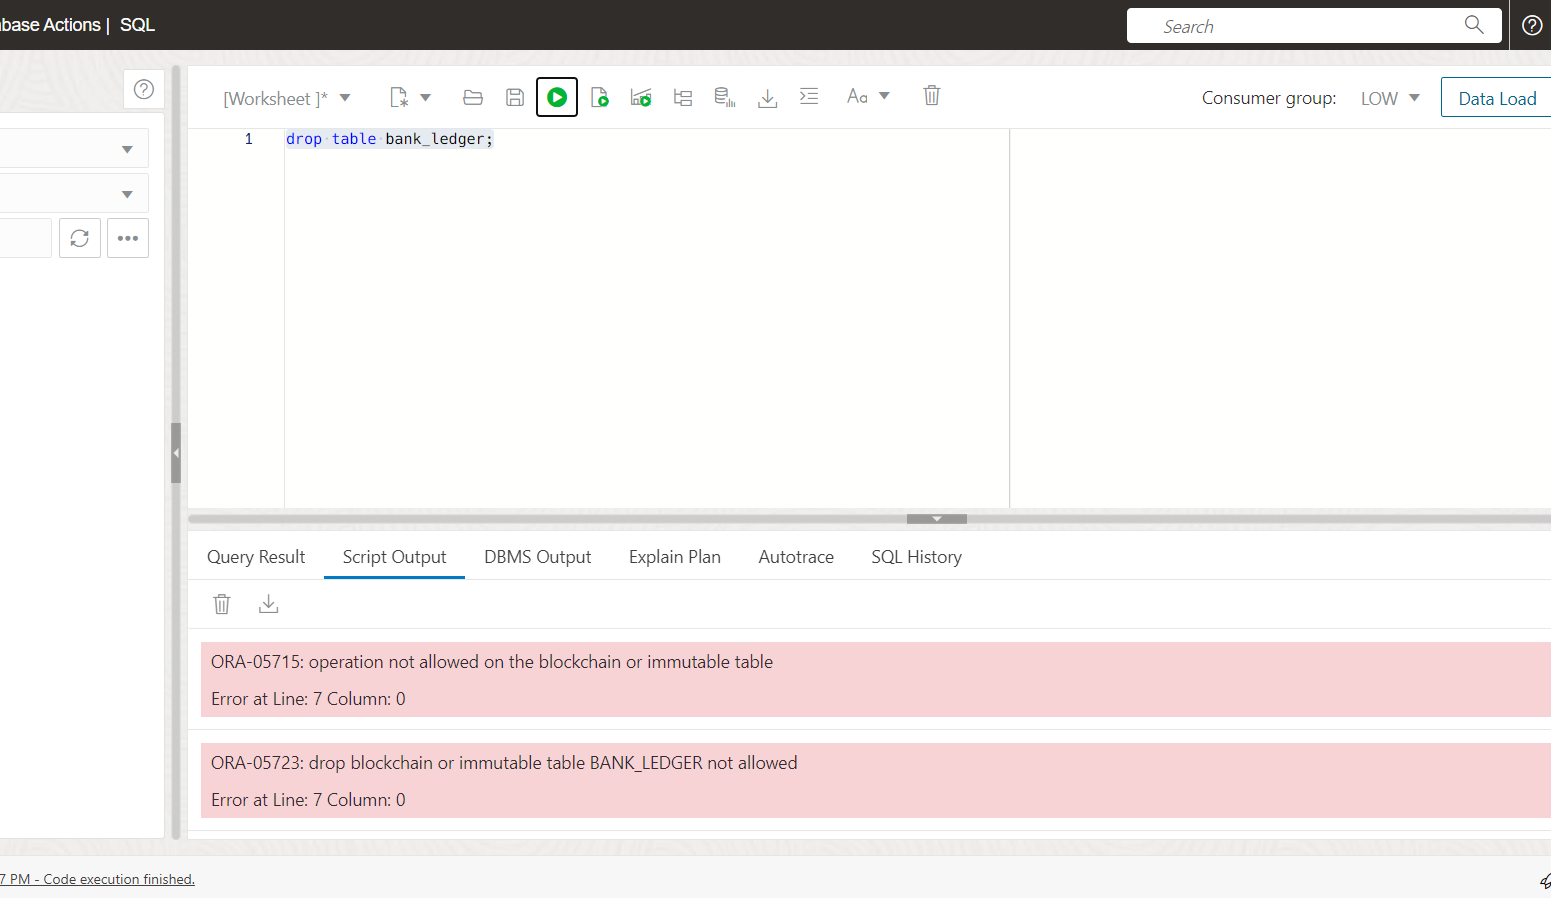 base Actions | SQL
Search
[Worksheet ]*
Aa
Consumer group: LOW
Data Load
1 drop table bank_ledger;
Query Result Script Output DBMS Output Explain Plan Autotrace SQL History
ORA-05715: operation not allowed on the blockchain or immutable table
Error at Line: 7 Column: 0
ORA-05723: drop blockchain or immutable table BANK_LEDGER not allowed
Error at Line: 7 Column: 0
7 PM - Code execution finished.